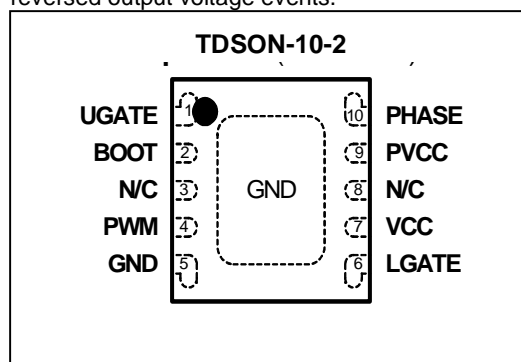 reversed output voltage events.
TDSON-10-2
UGATE 1 10 PHASE
BOOT 2 9 PVCC
N/C 3 GND 8 N/C
PWM 4 7 VCC
GND 5 6 LGATE